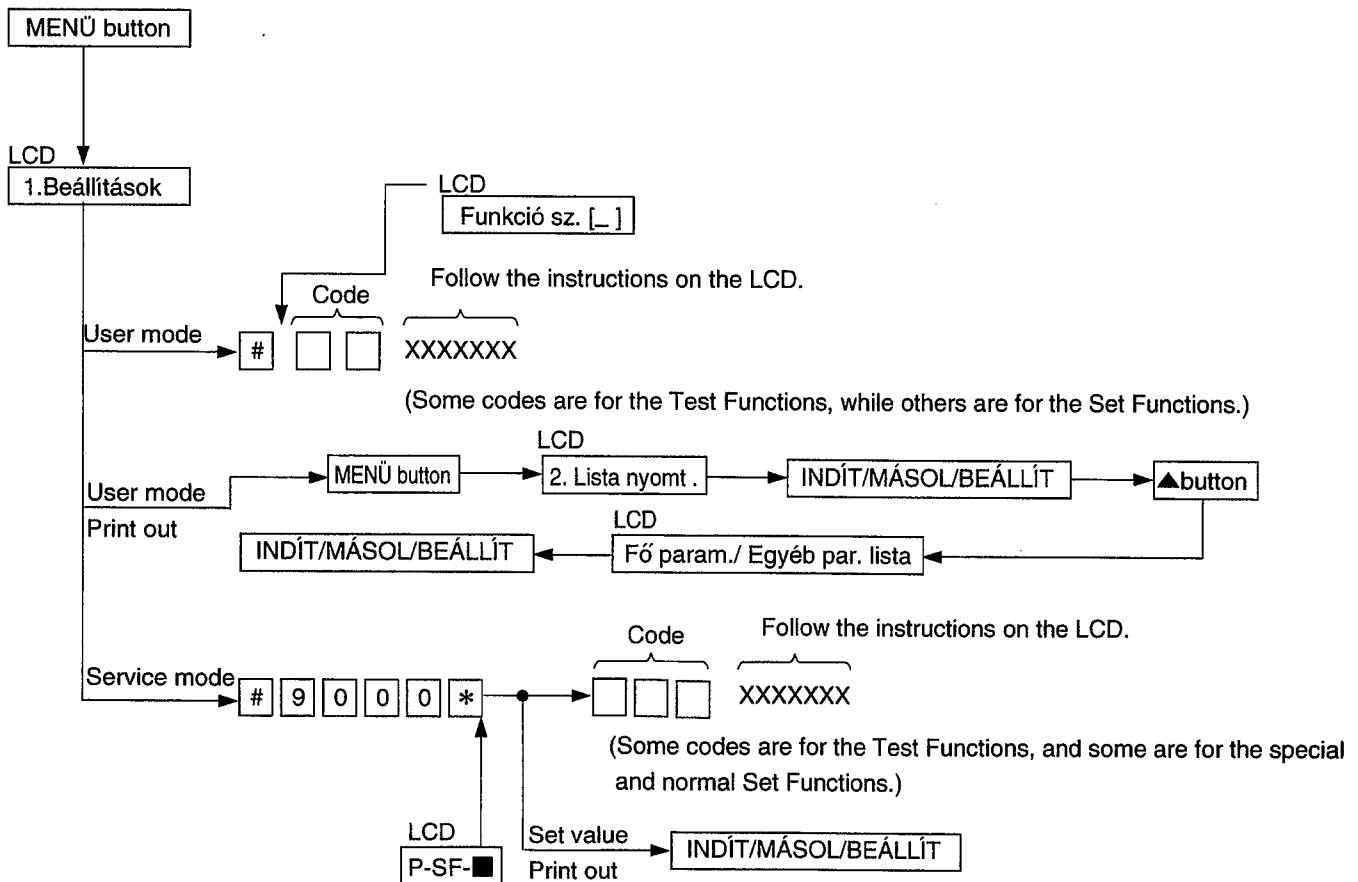 MENÜ button
LCD
1.Beállítások
LCD
Funkció sz. [_ ]
Follow the instructions on the LCD.
Code
User mode
# XXXXXXX
(Some codes are for the Test Functions, while others are for the Set Functions.)
LCD
MENÜ button
2. Lista nyomt .
INDÍT/MÁSOL/BEÁLLÍT
▲button
User mode
Print out
LCD
INDÍT/MÁSOL/BEÁLLÍT
Fő param./ Egyéb par. lista
Code
Follow the instructions on the LCD.
Service mode
# 9 0 0 0 * XXXXXXX
(Some codes are for the Test Functions, and some are for the special
and normal Set Functions.)
LCD
P-SF-■
Set value
Print out
INDÍT/MÁSOL/BEÁLLÍT